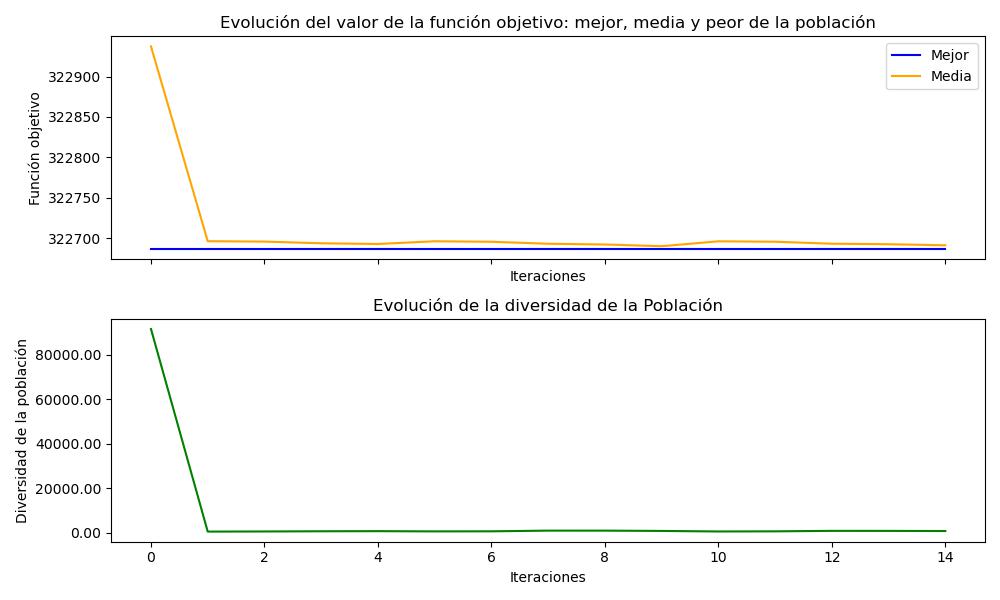 Evolución del valor de la función objetivo: mejor, media y peor de la población
Función objetivo
322900
322850
322800
322750
322700
Mejor
Media
Iteraciones
Evolución de la diversidad de la Población
Diversidad de la población
80000.00
60000.00
40000.00
20000.00
0.00
0 2 4 6 8 10 12 14
Iteraciones